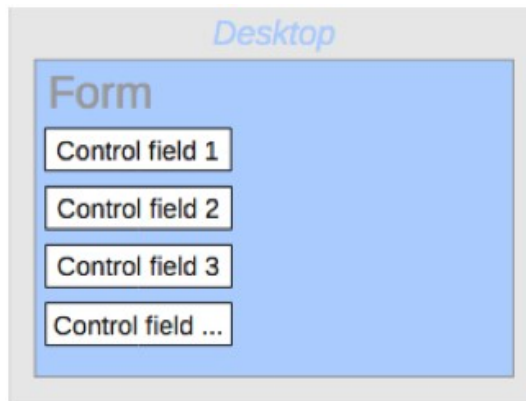 Desktop
Form
Control field 1
Control field 2
Control field 3
Control field ...